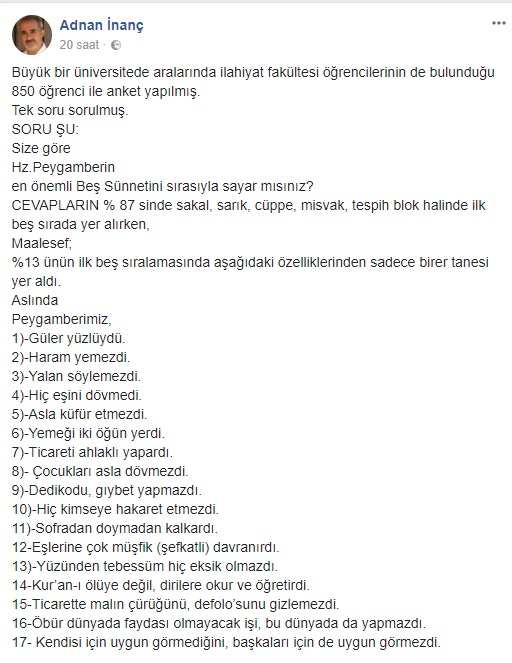 Adnan İnanç
20 saat ·
Büyük bir üniversitede aralarında ilahiyat fakültesi öğrencilerinin de bulunduğu
850 öğrenci ile anket yapılmış.
Tek soru sorulmuş.
SORU ŞU:
Size göre
Hz.Peygamberin
en önemli Beş Sünnetini sırasıyla sayar mısınız?
CEVAPLARIN % 87 sinde sakal, sarık, cüppe, misvak, tespih blok halinde ilk
beş sırada yer alırken,
Maalesef;
%13 ünün ilk beş sıralamasında aşağıdaki özelliklerinden sadece birer tanesi
yer aldı.
Aslında
Peygamberimiz,
1)-Güler yüzlüydü.
2)-Haram yemezdi.
3)-Yalan söylemezdi.
4)-Hiç eşini dövmedi.
5)-Asla küfür etmezdi.
6)-Yemeği iki öğün yerdi.
7)-Ticareti ahlaklı yapardı.
8)- Çocukları asla dövmezdi.
9)-Dedikodu, gıybet yapmazdı.
10)-Hiç kimseye hakaret etmezdi.
11)-Sofradan doymadan kalkardı.
12-Eşlerine çok müşfik (şefkatli) davranırdı.
13)-Yüzünden tebessüm hiç eksik olmazdı.
14-Kur’an-ı ölüye değil, dirilere okur ve öğretirdi.
15-Ticarette malın çürüğünü, defolo’sunu gizlemezdi.
16-Öbür dünyada faydası olmayacak işi, bu dünyada da yapmazdı.
17- Kendisi için uygun görmediğini, başkaları için de uygun görmezdi.